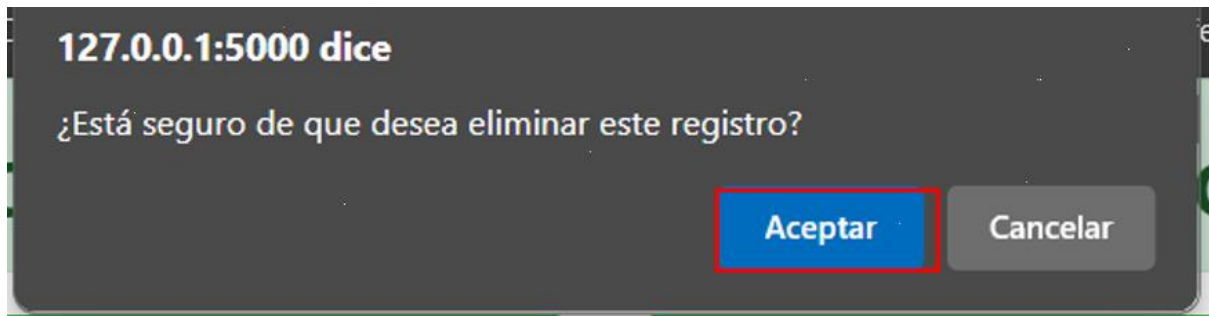 127.0.0.1:5000 dice
¿Está seguro de que desea eliminar este registro?
Aceptar Cancelar